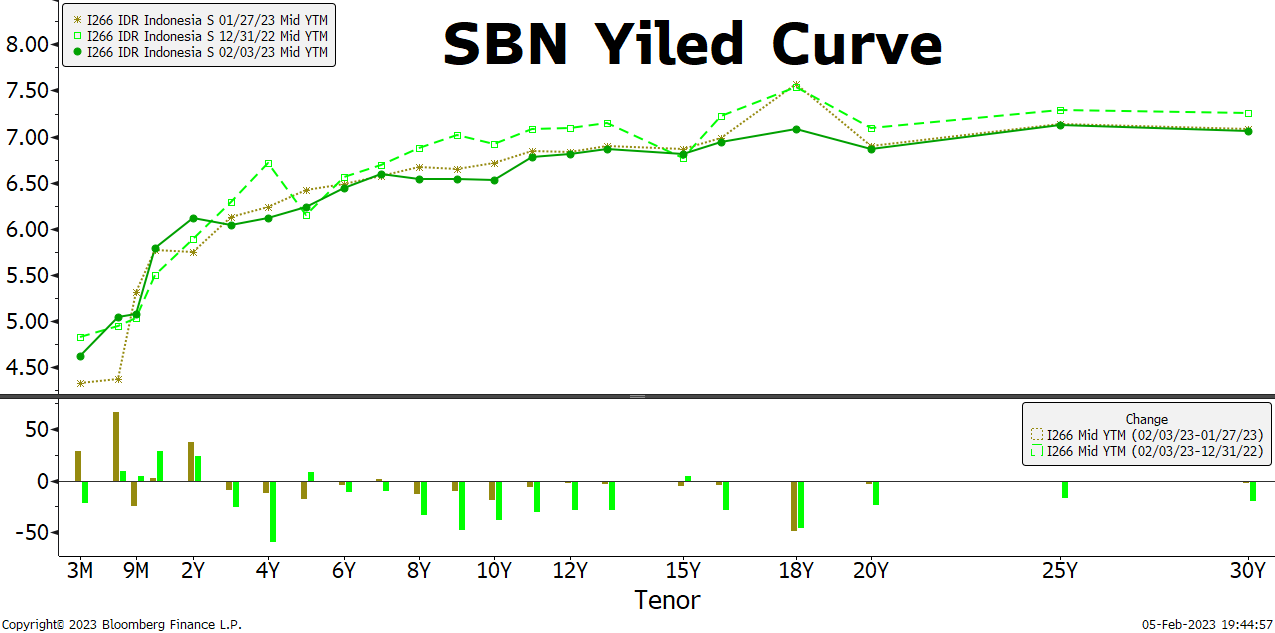 SBN Yiled Curve
I266 IDR Indonesia S 01/27/23 Mid YTM
I266 IDR Indonesia S 12/31/22 Mid YTM
I266 IDR Indonesia S 02/03/23 Mid YTM
8.00
7.50
7.00
6.50
6.00
5.50
5.00
4.50
Change
I266 Mid YTM (02/03/23-01/27/23)
I266 Mid YTM (02/03/23-12/31/22)
50
0
-50
3M 9M 2Y 4Y 6Y 8Y 10Y 12Y 15Y 18Y 20Y 25Y 30Y
Tenor
Copyright© 2023 Bloomberg Finance L.P.
05-Feb-2023 19:44:57